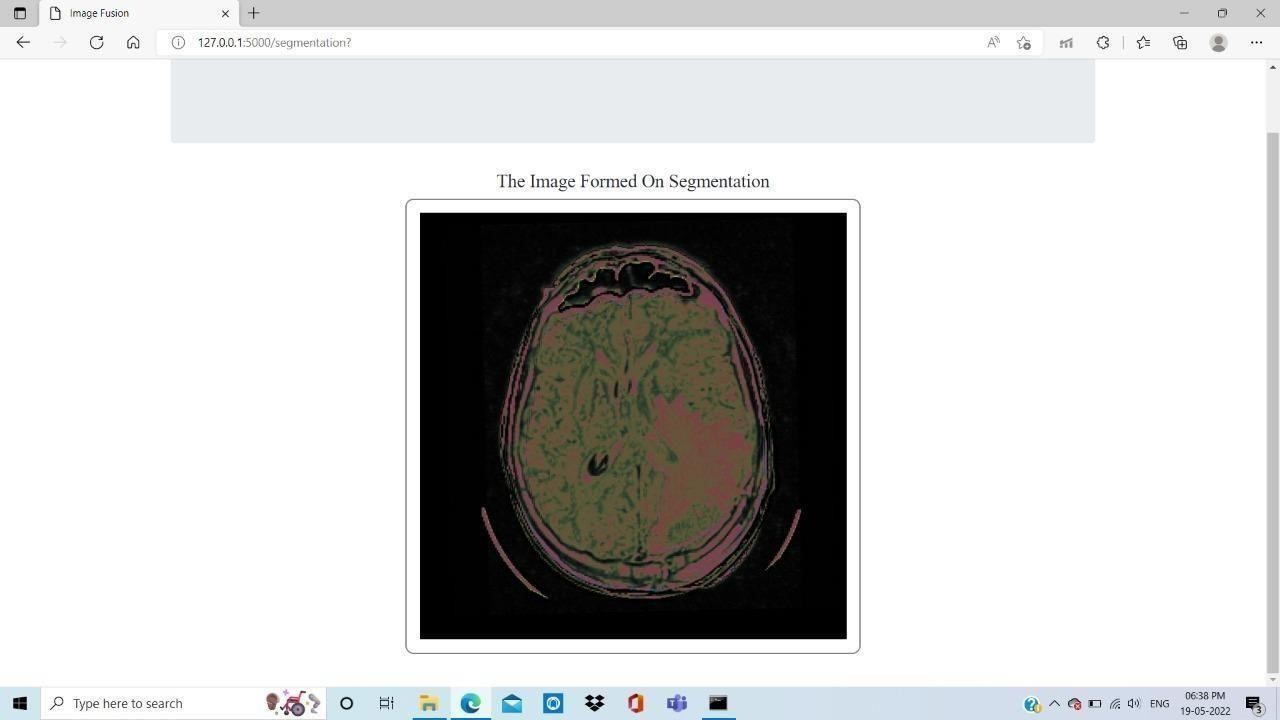 Image Fusion
127.0.0.1:5000/segmentation?
The Image Formed On Segmentation
Type here to search
ENG
06:38 PM
19-05-2022
3